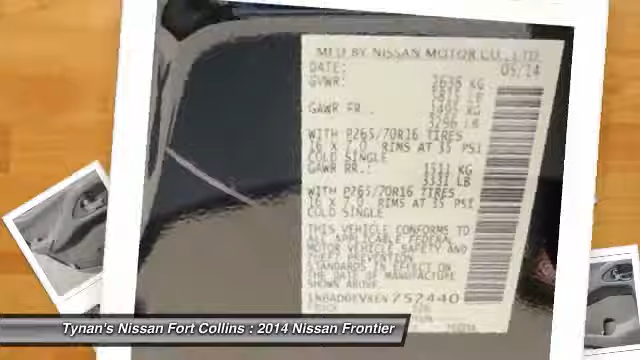 MFD BY NISSAN MOTOR CO., LTD
DATE: 05/14
GVWR: 2638 KG
LB
GAWR FR.: KG
3296 LB
WITH P265/70R16 TIRES
16 X 7.0 RIMS AT 35 PSI
COLD SINGLE
GAWR RR.: 1511 KG
3331 LB
WITH P265/70R16 TIRES
16 X 7.0 RIMS AT 35 PSI
COLD SINGLE
THIS VEHICLE CONFORMS TO
ALL APPLICABLE FEDERAL
MOTOR VEHICLE SAFETY AND
THEFT PREVENTION
STANDARDS IN EFFECT ON
THE DATE OF MANUFACTURE
SHOWN ABOVE.
752440
Tynan's Nissan Fort Collins : 2014 Nissan Frontier